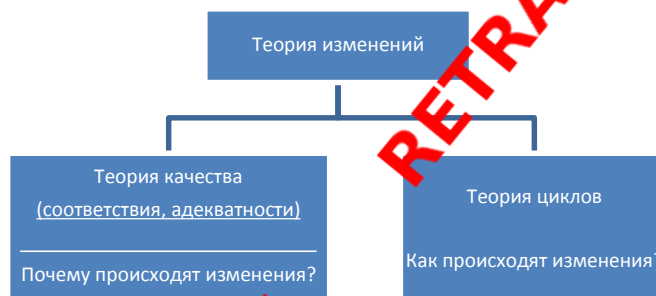 Теория изменений
RETRA
Теория качества
(соответствия, адекватности)
Почему происходят изменения?
Теория циклов
Как происходят изменения?